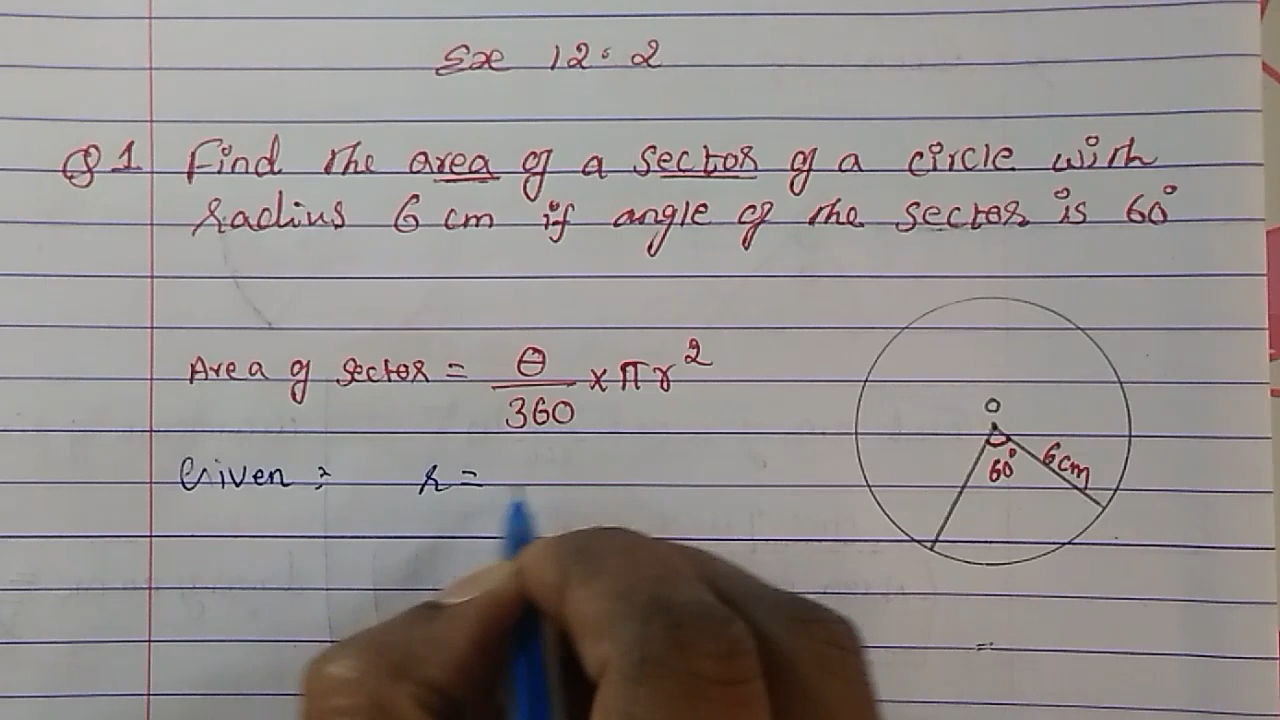 Ex 12.2
Q1 Find the area of a sector of a circle with
radius 6 cm if angle of the sector is 60°
Area of sector = θ/360 × πr²
Given : r =
O
60°
6cm
=